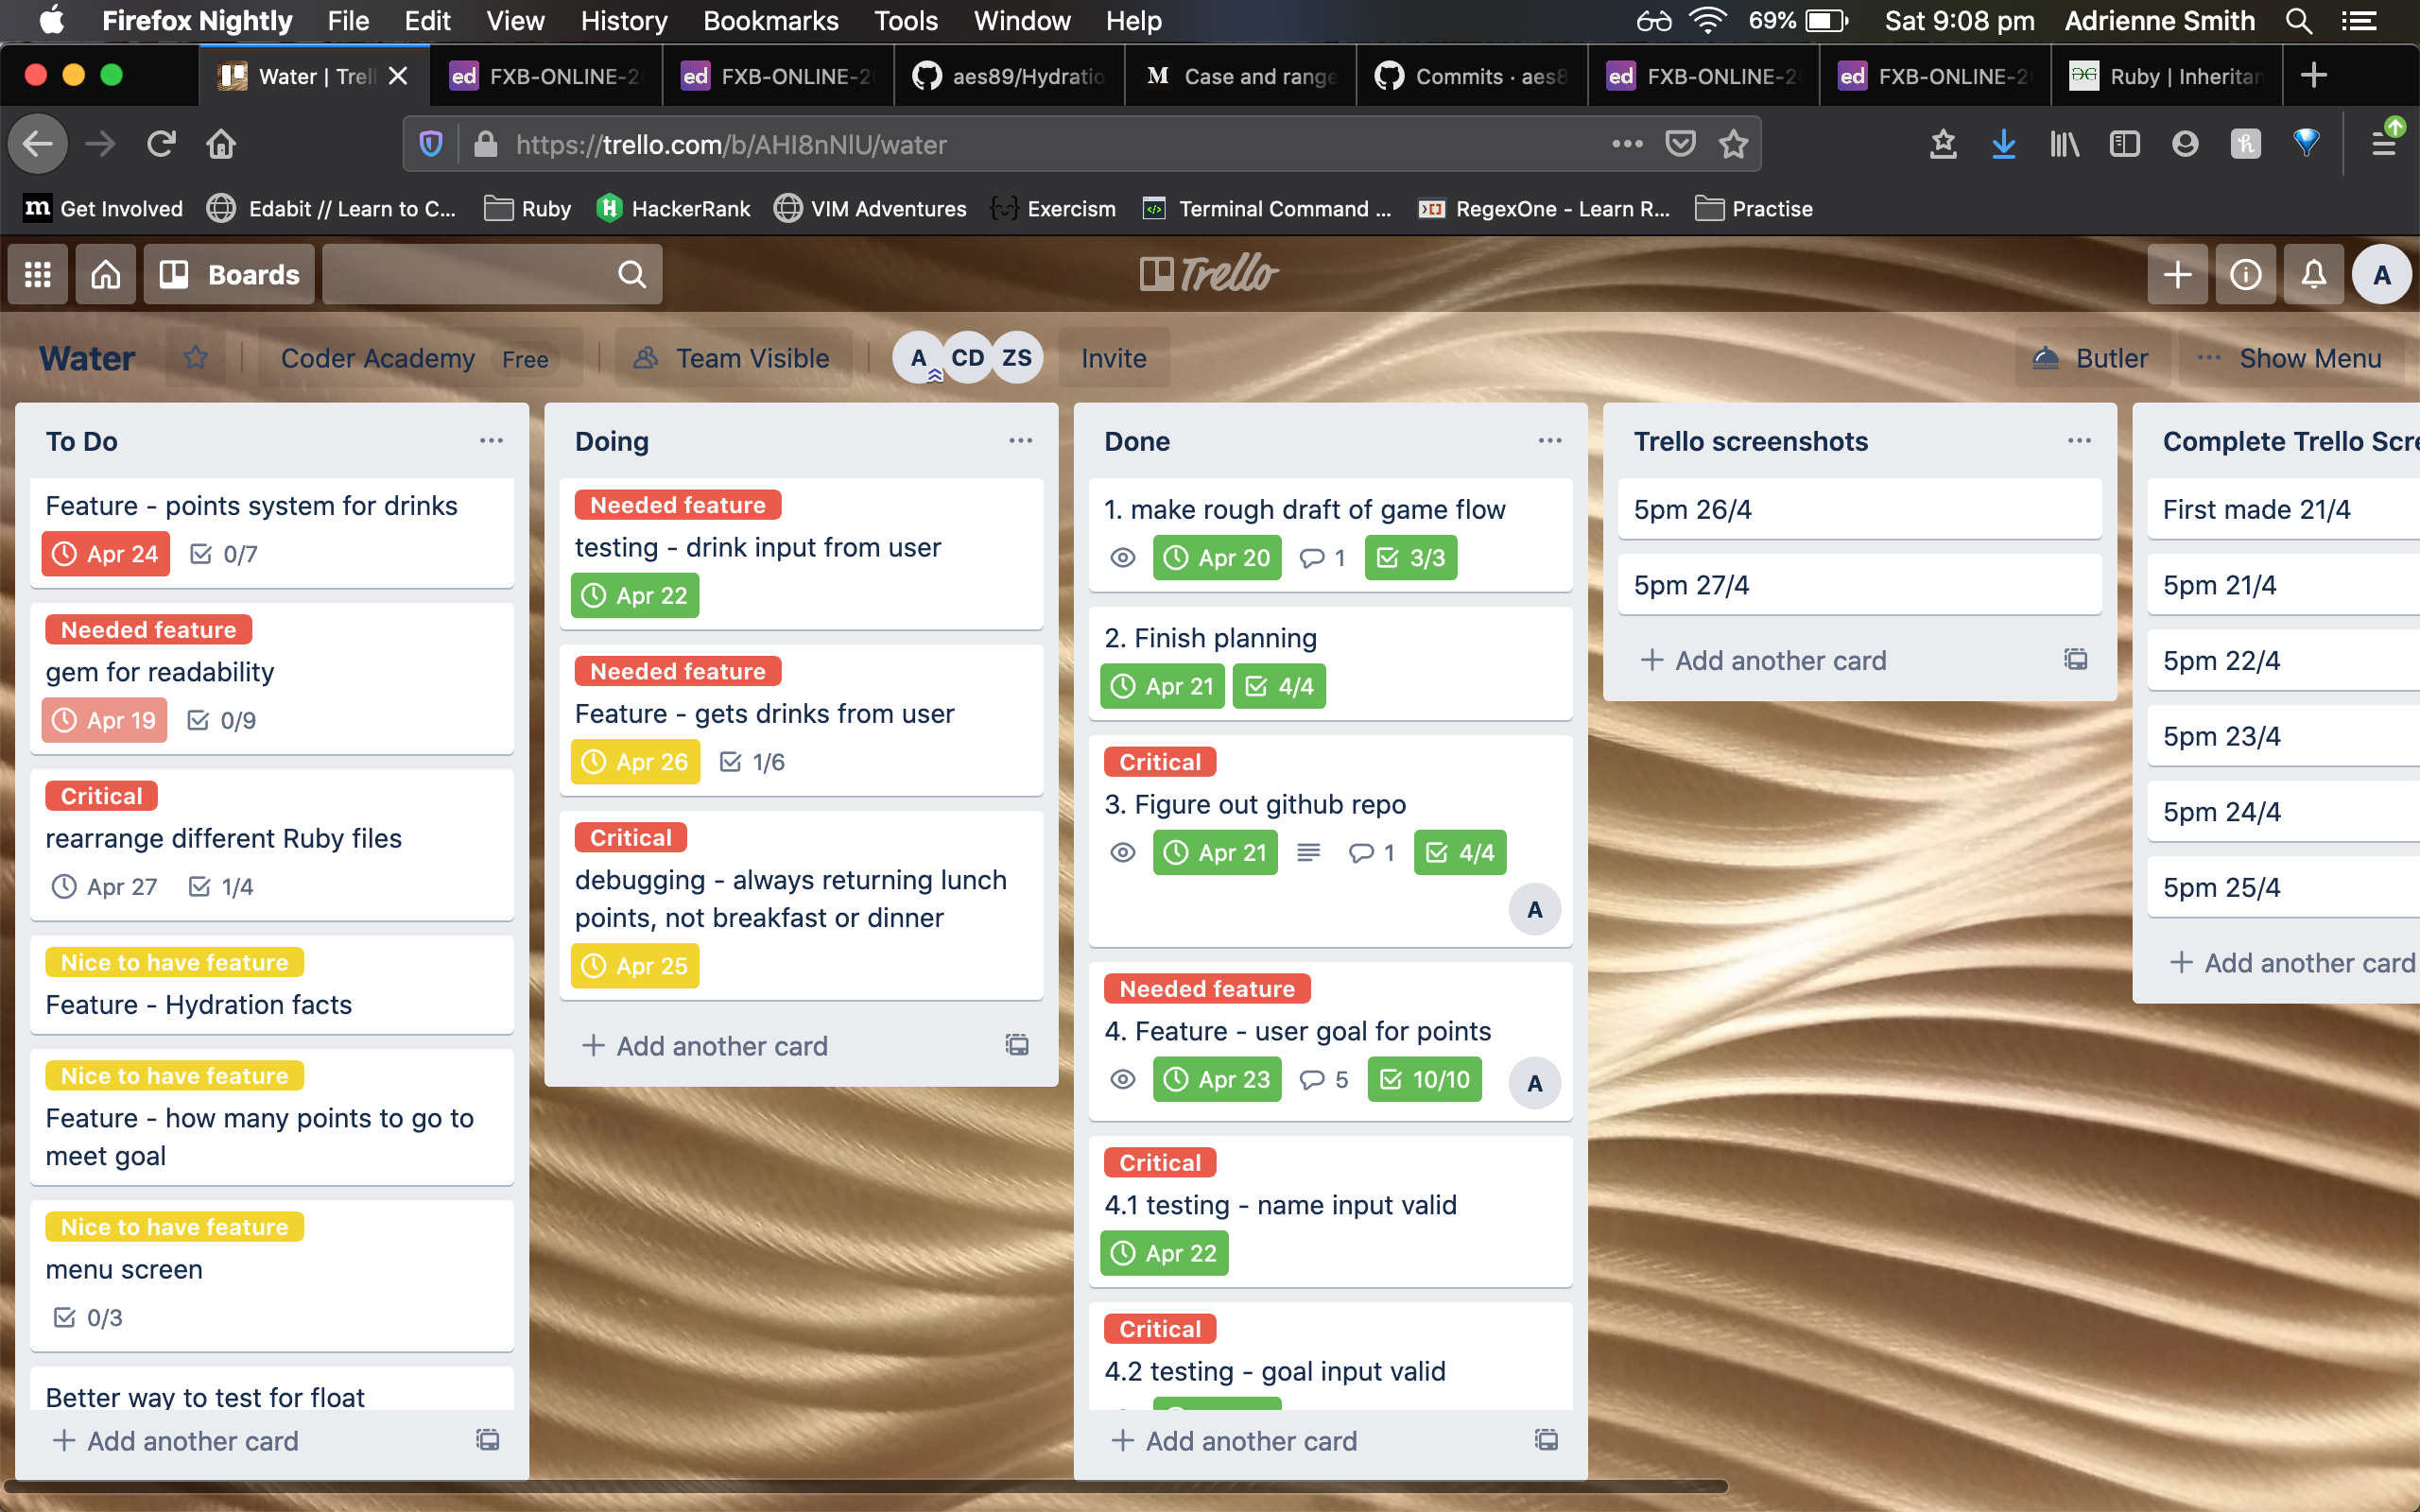 Firefox Nightly File Edit View History Bookmarks Tools Window Help 69% Sat 9:08 pm Adrienne Smith
Water | Trel ed FXB-ONLINE-2 ed FXB-ONLINE-20 aes89/Hydratio M Case and range Commits · aes8 ed FXB-ONLINE-2 ed FXB-ONLINE-2 Ruby | Inheritan
https://trello.com/b/AHI8nNlU/water
m Get Involved Edabit // Learn to C... Ruby HackerRank VIM Adventures Exercism Terminal Command ... RegexOne - Learn R... Practise
Boards Trello A
Water Coder Academy Free Team Visible A CD ZS Invite Butler Show Menu
To Do
Feature - points system for drinks
Apr 24 0/7
Needed feature
gem for readability
Apr 19 0/9
Critical
rearrange different Ruby files
Apr 27 1/4
Nice to have feature
Feature - Hydration facts
Nice to have feature
Feature - how many points to go to
meet goal
Nice to have feature
menu screen
0/3
Better way to test for float
+ Add another card
Doing
Needed feature
testing - drink input from user
Apr 22
Needed feature
Feature - gets drinks from user
Apr 26 1/6
Critical
debugging - always returning lunch
points, not breakfast or dinner
Apr 25
+ Add another card
Done
1. make rough draft of game flow
Apr 20 1 3/3
2. Finish planning
Apr 21 4/4
Critical
3. Figure out github repo
Apr 21 1 4/4
A
Needed feature
4. Feature - user goal for points
Apr 23 5 10/10 A
Critical
4.1 testing - name input valid
Apr 22
Critical
4.2 testing - goal input valid
+ Add another card
Trello screenshots
5pm 26/4
5pm 27/4
+ Add another card
Complete Trello Scre
First made 21/4
5pm 21/4
5pm 22/4
5pm 23/4
5pm 24/4
5pm 25/4
+ Add another card